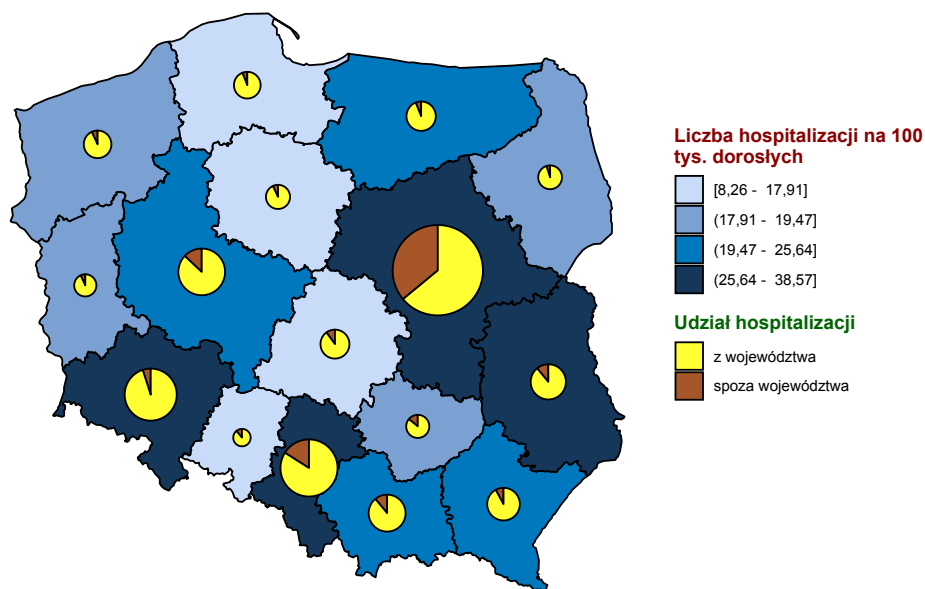 Liczba hospitalizacji na 100
tys. dorosłych
[8,26 - 17,91]
(17,91 - 19,47]
(19,47 - 25,64]
(25,64 - 38,57]
Udział hospitalizacji
z województwa
spoza województwa